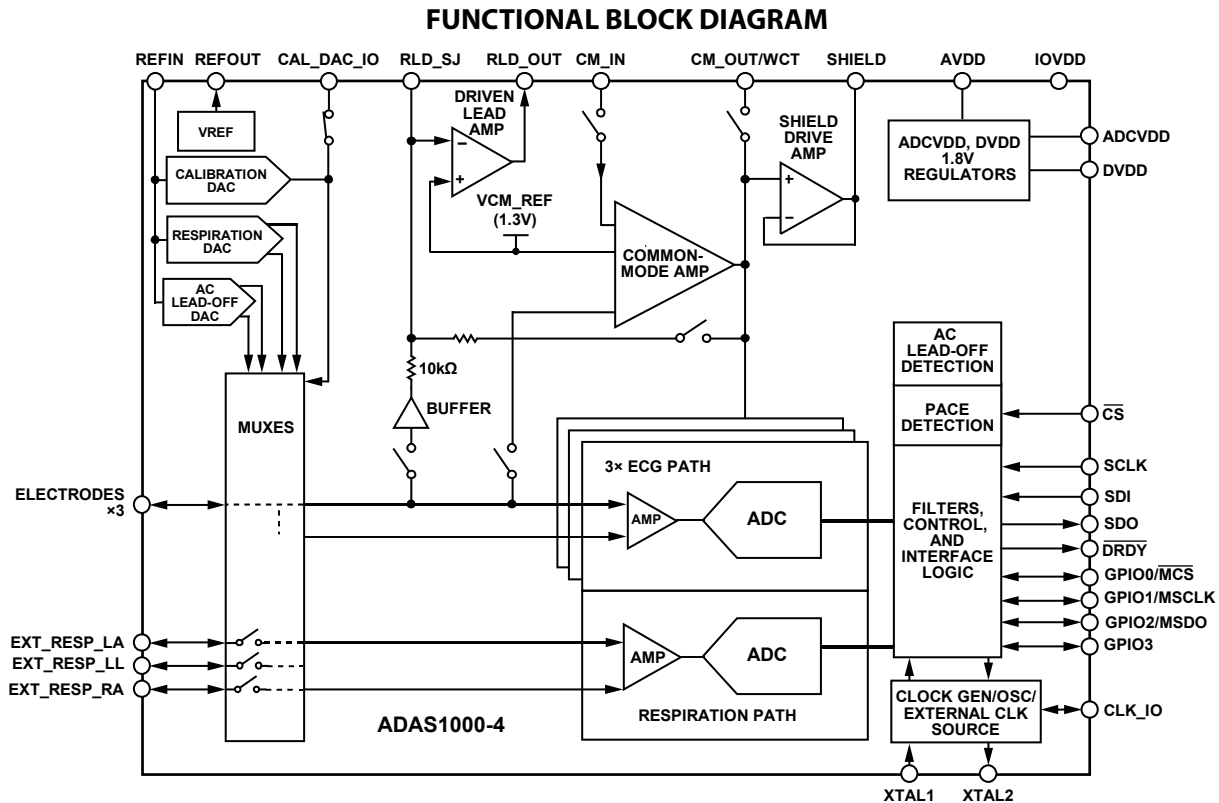 FUNCTIONAL BLOCK DIAGRAM
REFIN
REFOUT
CAL_DAC_IO
RLD_SJ
RLD_OUT
CM_IN
CM_OUT/WCT
SHIELD
AVDD
IOVDD
VREF
CALIBRATION
DAC
RESPIRATION
DAC
AC
LEAD-OFF
DAC
DRIVEN
LEAD
AMP
–
+
VCM_REF
(1.3V)
COMMON-
MODE AMP
SHIELD
DRIVE
AMP
+
–
ADCVDD, DVDD
1.8V
REGULATORS
ADCVDD
DVDD
10kΩ
BUFFER
MUXES
ELECTRODES
×3
EXT_RESP_LA
EXT_RESP_LL
EXT_RESP_RA
3× ECG PATH
AMP
ADC
AMP
ADC
RESPIRATION PATH
ADAS1000-4
AC
LEAD-OFF
DETECTION
PACE
DETECTION
FILTERS,
CONTROL,
AND
INTERFACE
LOGIC
CLOCK GEN/OSC/
EXTERNAL CLK
SOURCE
C̅S̅
SCLK
SDI
SDO
D̅R̅D̅Y̅
GPIO0/M̅C̅S̅
GPIO1/MSCLK
GPIO2/MSDO
GPIO3
CLK_IO
XTAL1
XTAL2